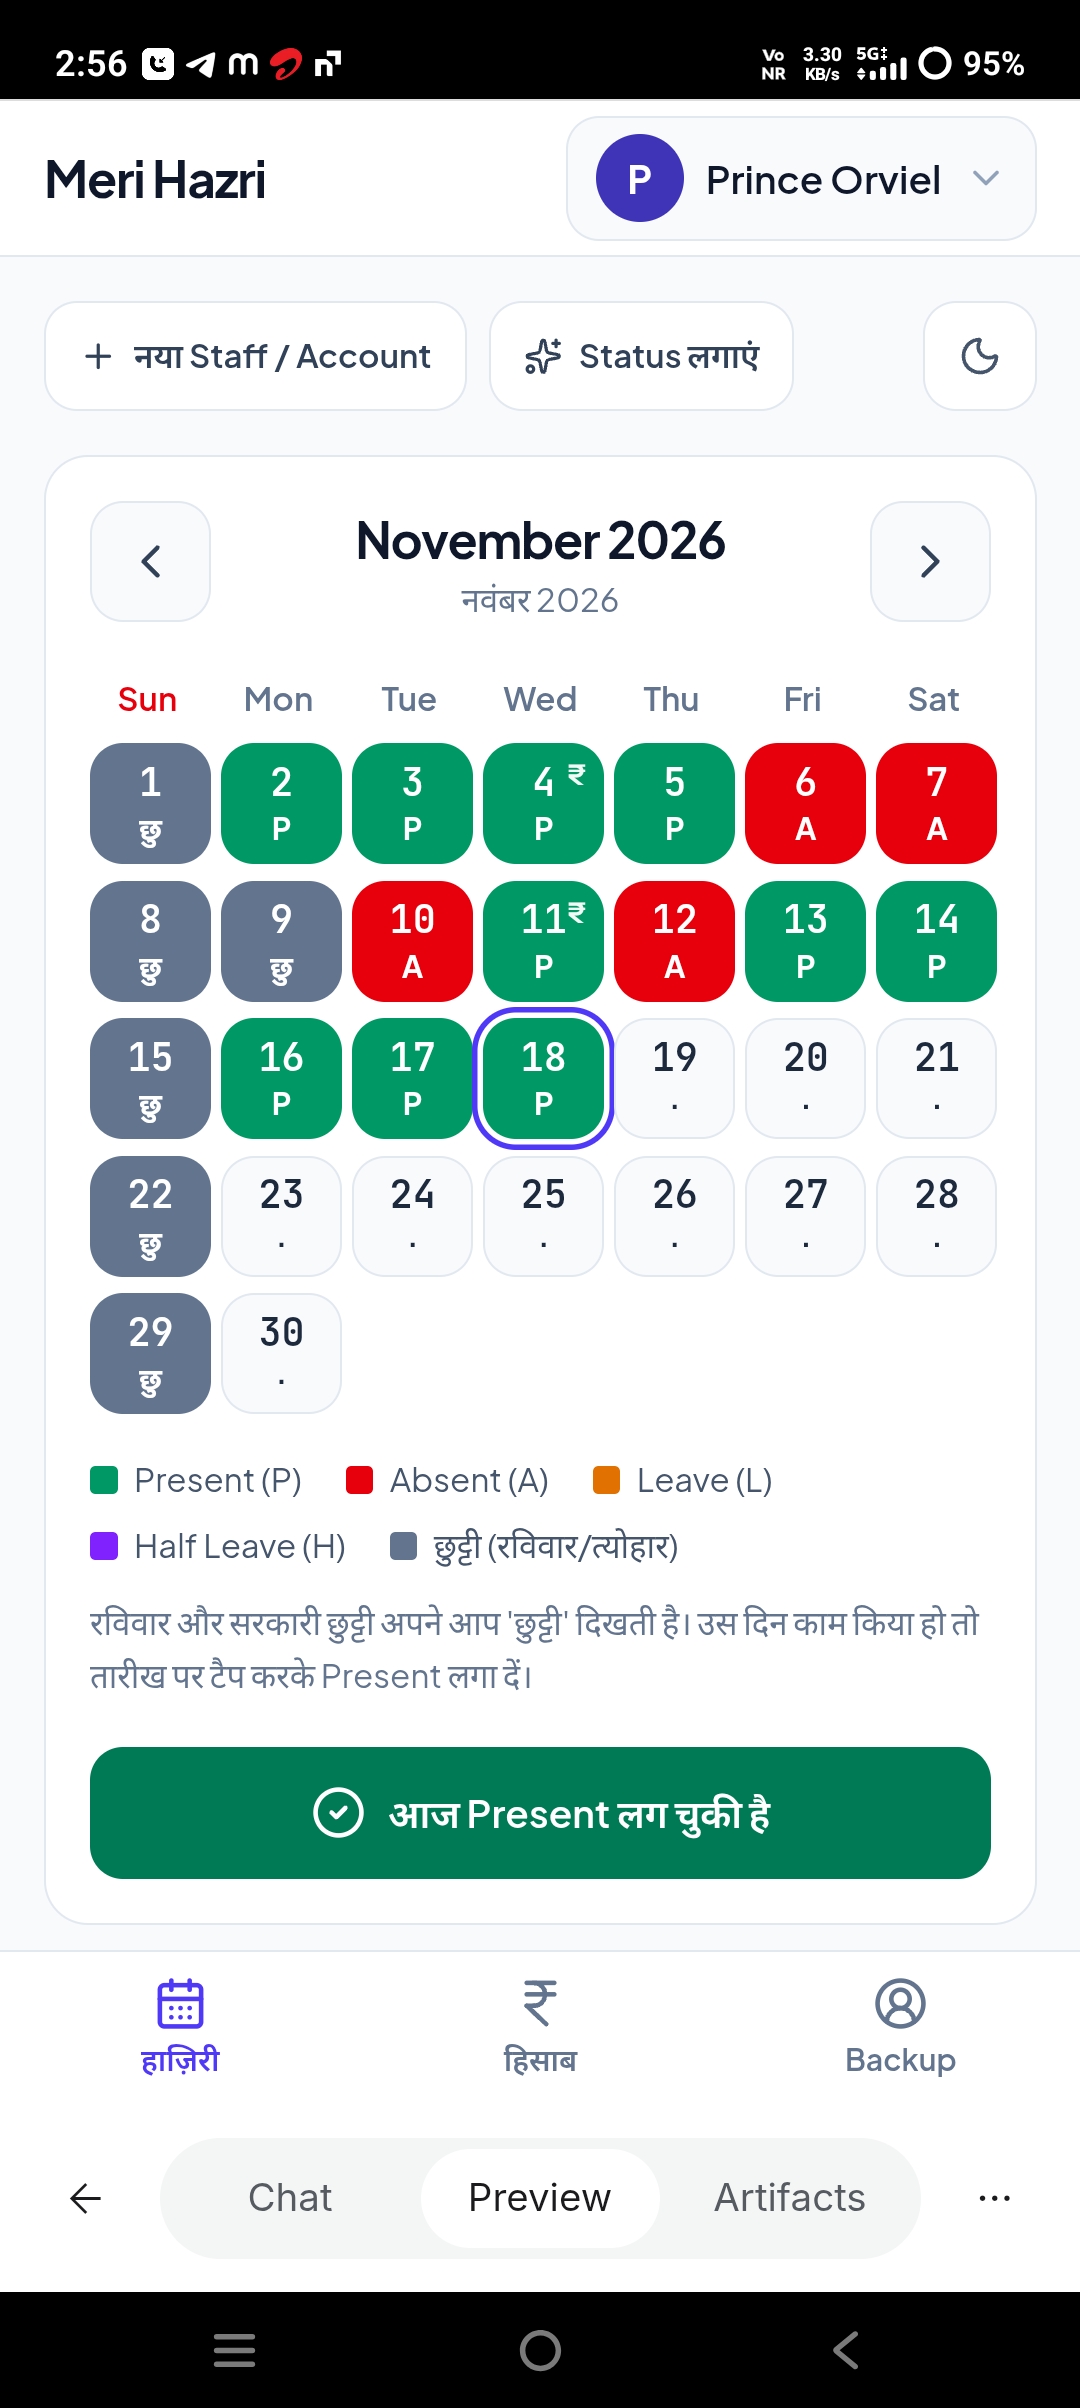 2:56 Vo NR 3.30 KB/s 5G 95%
Meri Hazri
P Prince Orviel
+ नया Staff / Account
Status लगाएं
November 2026
नवंबर 2026
Sun Mon Tue Wed Thu Fri Sat
1 2 3 4 ₹ 5 6 7
छु P P P P A A
8 9 10 11 ₹ 12 13 14
छु छु A P A P P
15 16 17 18 19 20 21
छु P P P . . .
22 23 24 25 26 27 28
छु . . . . . .
29 30
छु .
Present (P) Absent (A) Leave (L)
Half Leave (H) छुट्टी (रविवार/त्योहार)
रविवार और सरकारी छुट्टी अपने आप 'छुट्टी' दिखती है। उस दिन काम किया हो तो
तारीख पर टैप करके Present लगा दें।
आज Present लग चुकी है
हाज़िरी ₹ हिसाब Backup
Chat Preview Artifacts